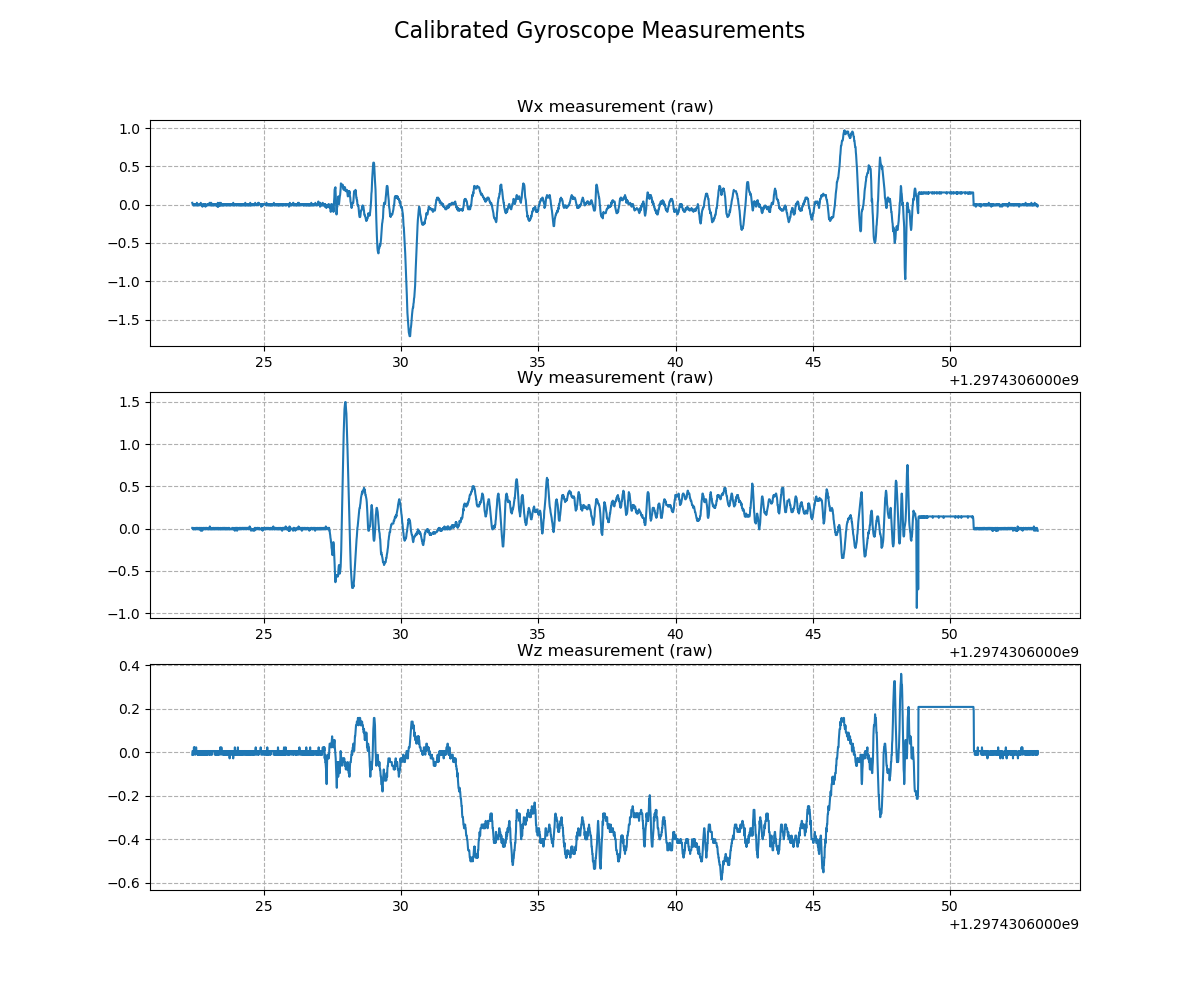 Calibrated Gyroscope Measurements
Wx measurement (raw)
1.0
0.5
0.0
−0.5
−1.0
−1.5
25 30 35 40 45 50
+1.2974306000e9
Wy measurement (raw)
1.5
1.0
0.5
0.0
−0.5
−1.0
25 30 35 40 45 50
+1.2974306000e9
Wz measurement (raw)
0.4
0.2
0.0
−0.2
−0.4
−0.6
25 30 35 40 45 50
+1.2974306000e9